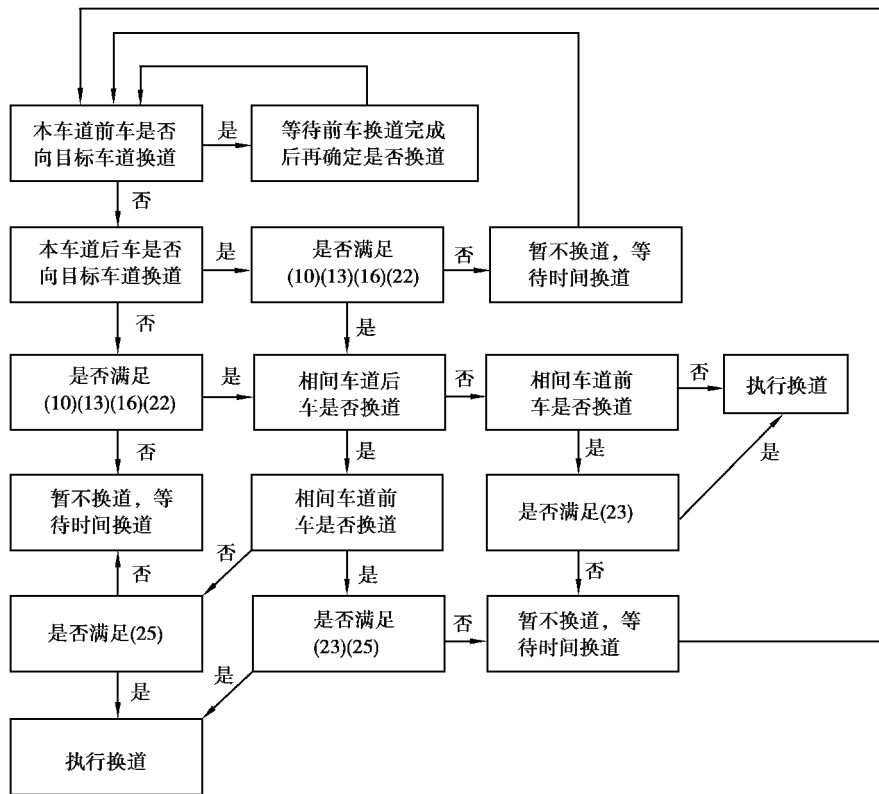 本车道前车是否
向目标车道换道
是
等待前车换道完成
后再确定是否换道
否
本车道后车是否
向目标车道换道
是
是否满足
(10)(13)(16)(22)
否
暂不换道，等
待时间换道
否
是
是否满足
(10)(13)(16)(22)
是
相间车道后
车是否换道
否
相间车道前
车是否换道
否
执行换道
否
是
是
是
暂不换道，等
待时间换道
相间车道前
车是否换道
是否满足(23)
否
否
是
否
是否满足(25)
是否满足
(23)(25)
否
暂不换道，等
待时间换道
是
是
执行换道